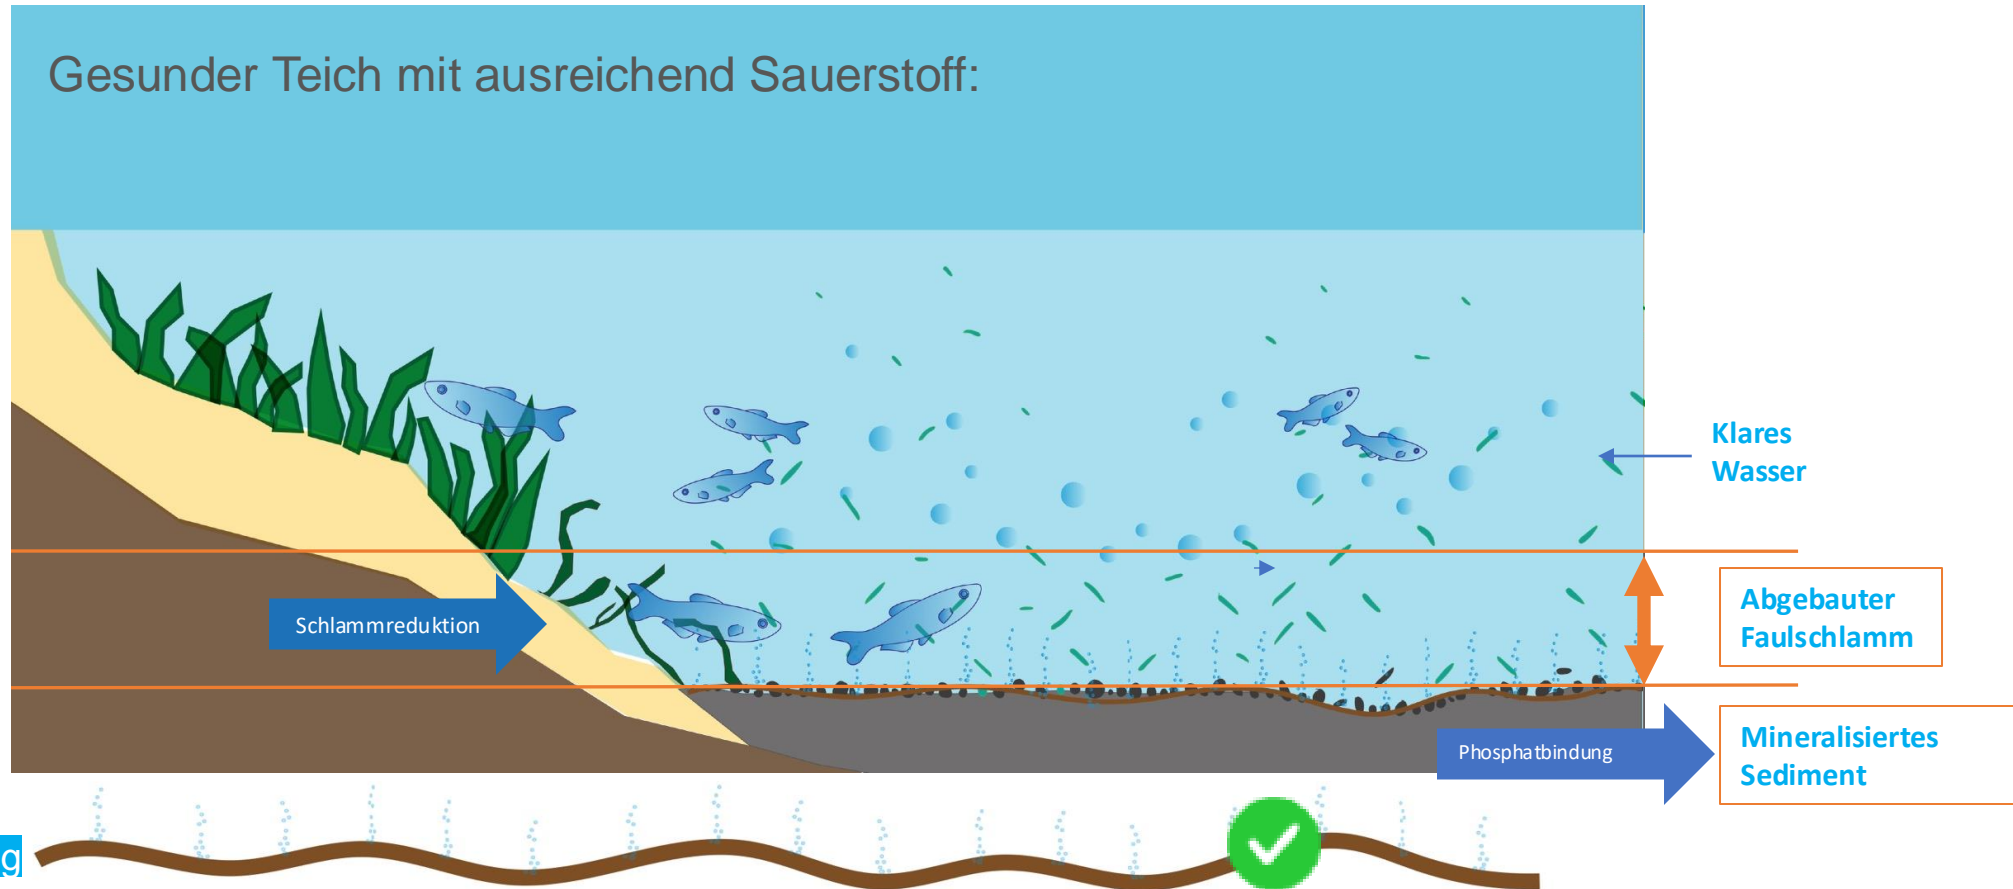 Gesunder Teich mit ausreichend Sauerstoff:
Klares
Wasser
Schlammreduktion
Abgebauter
Faulschlamm
Phosphatbindung
Mineralisiertes
Sediment
g